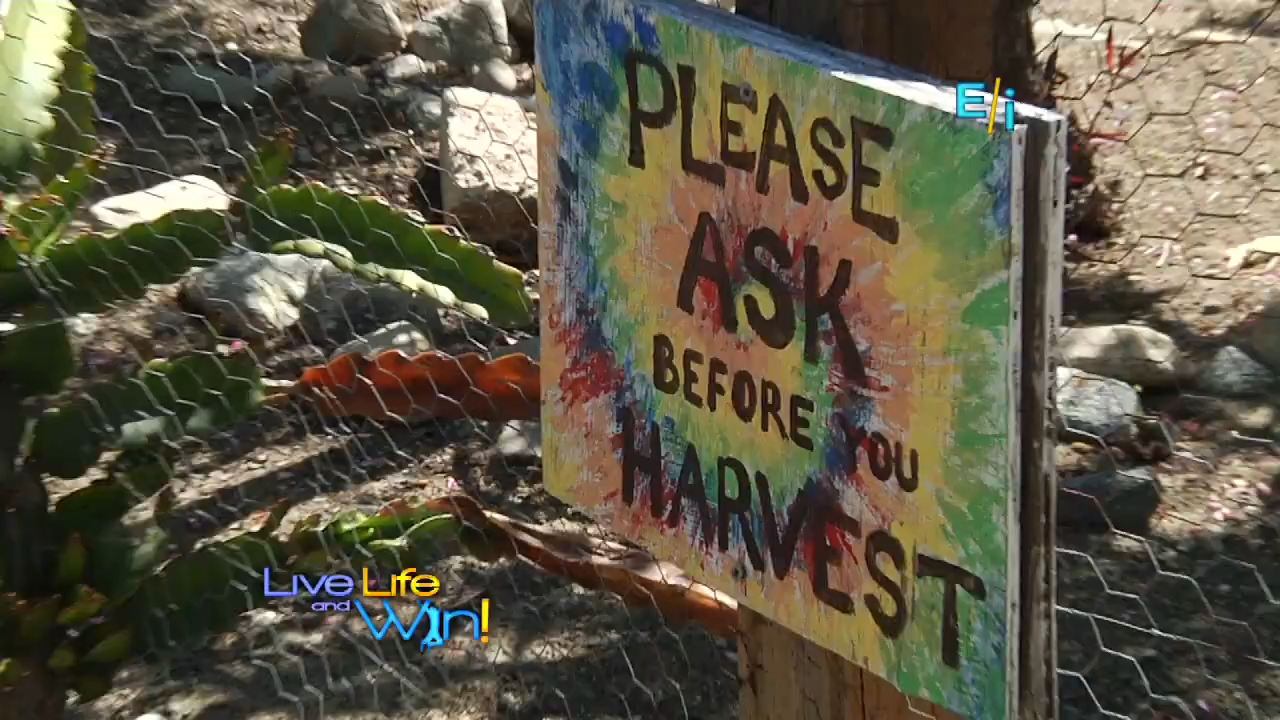 PLEASE
ASK
BEFORE YOU
HARVEST
E/i
Live Life
and Win!